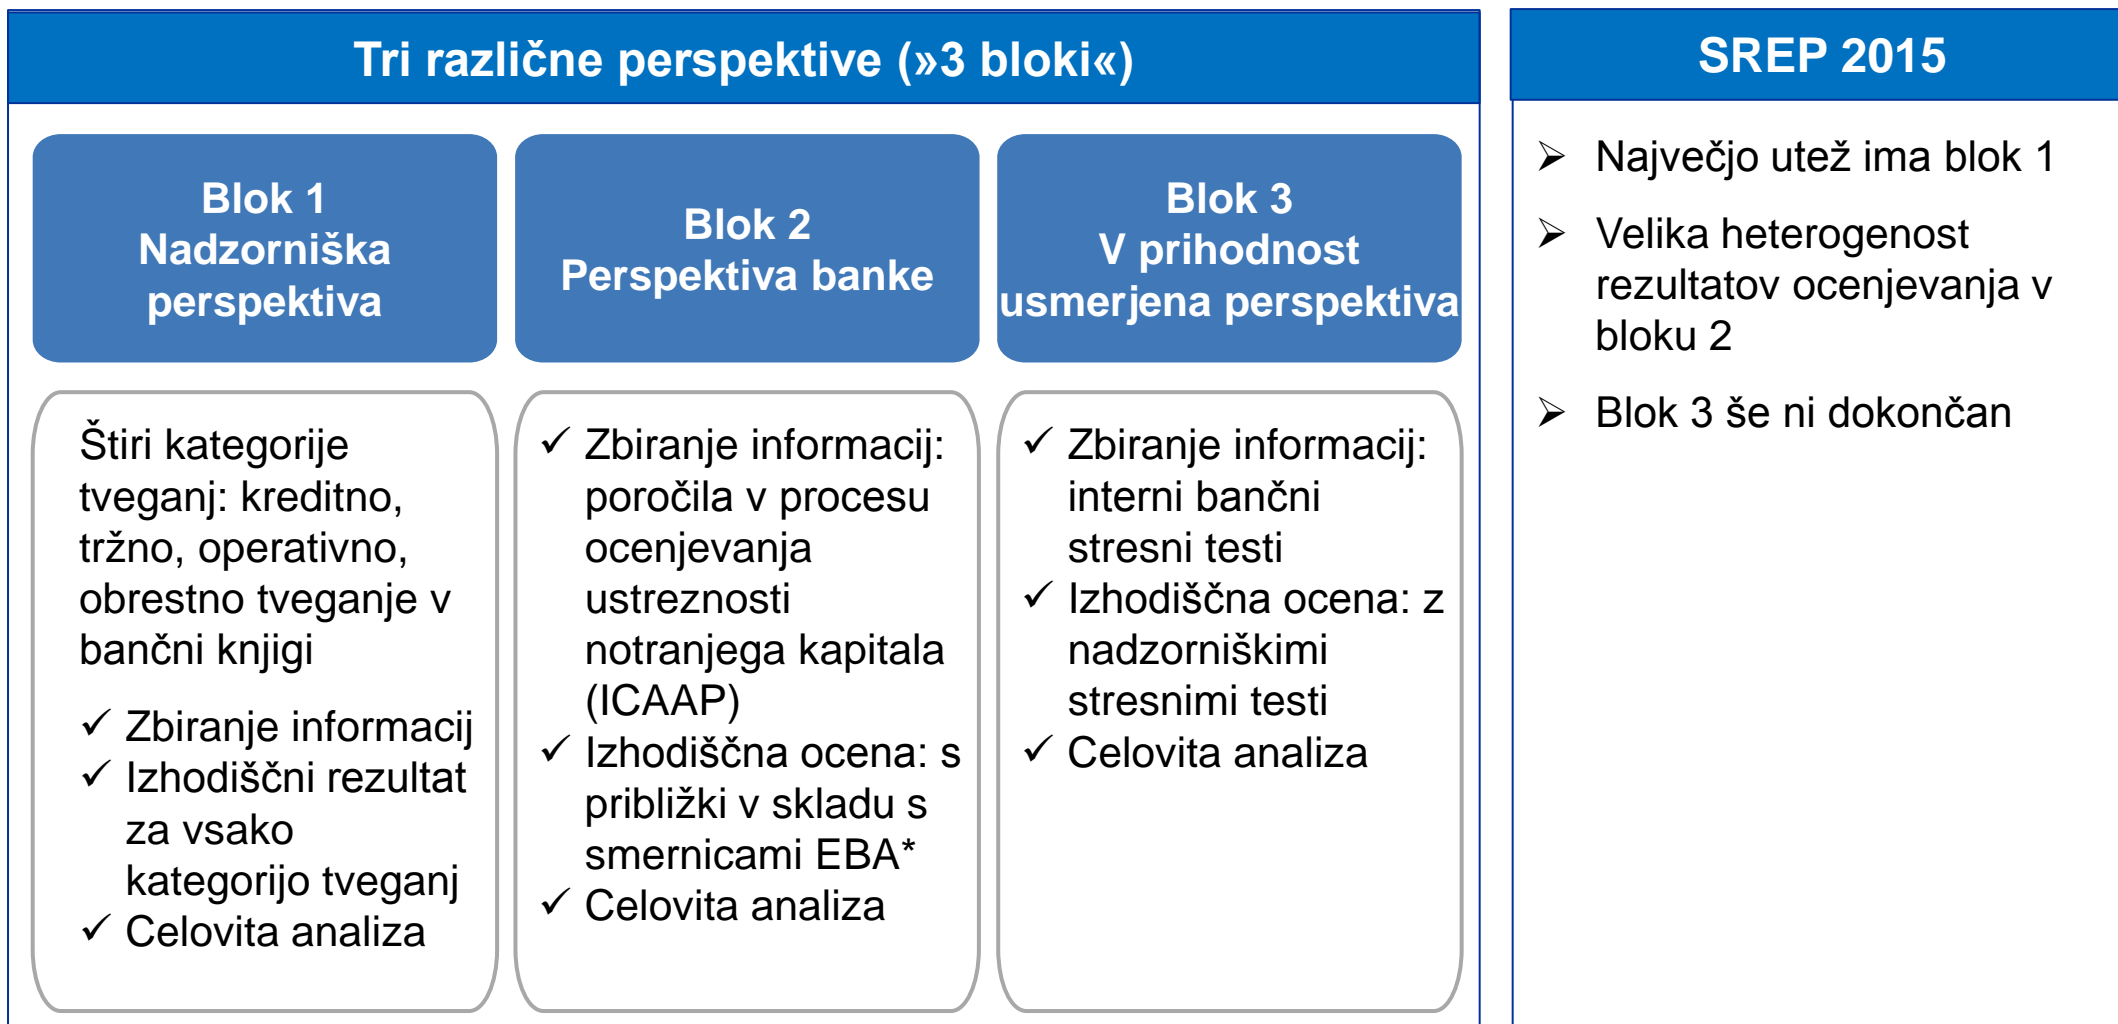 Tri različne perspektive (»3 bloki«)
Blok 1
Nadzorniška
perspektiva
Štiri kategorije
tveganj: kreditno,
tržno, operativno,
obrestno tveganje v
bančni knjigi
✓ Zbiranje informacij
✓ Izhodiščni rezultat
za vsako
kategorijo tveganj
✓ Celovita analiza
Blok 2
Perspektiva banke
✓ Zbiranje informacij:
poročila v procesu
ocenjevanja
ustreznosti
notranjega kapitala
(ICAAP)
✓ Izhodiščna ocena: s
približki v skladu s
smernicami EBA*
✓ Celovita analiza
Blok 3
V prihodnost
usmerjena perspektiva
✓ Zbiranje informacij:
interni bančni
stresni testi
✓ Izhodiščna ocena: z
nadzorniškimi
stresnimi testi
✓ Celovita analiza
SREP 2015
➢ Največjo utež ima blok 1
➢ Velika heterogenost
rezultatov ocenjevanja v
bloku 2
➢ Blok 3 še ni dokončan